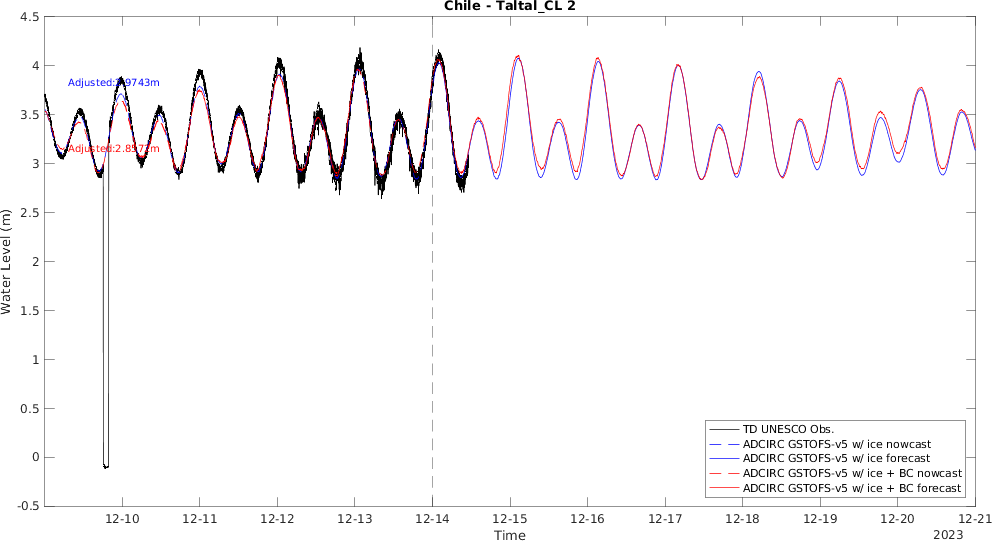 Chile - Taltal_CL 2
4.5
4
3.5
3
2.5
2
1.5
1
0.5
0
-0.5
Water Level (m)
Adjusted:
9743m
Adjusted:2.8572m
TD UNESCO Obs.
ADCIRC GSTOFS-v5 w/ ice nowcast
ADCIRC GSTOFS-v5 w/ ice forecast
ADCIRC GSTOFS-v5 w/ ice + BC nowcast
ADCIRC GSTOFS-v5 w/ ice + BC forecast
12-10
12-11
12-12
12-13
12-14
12-15
12-16
12-17
12-18
12-19
12-20
12-21
Time
2023